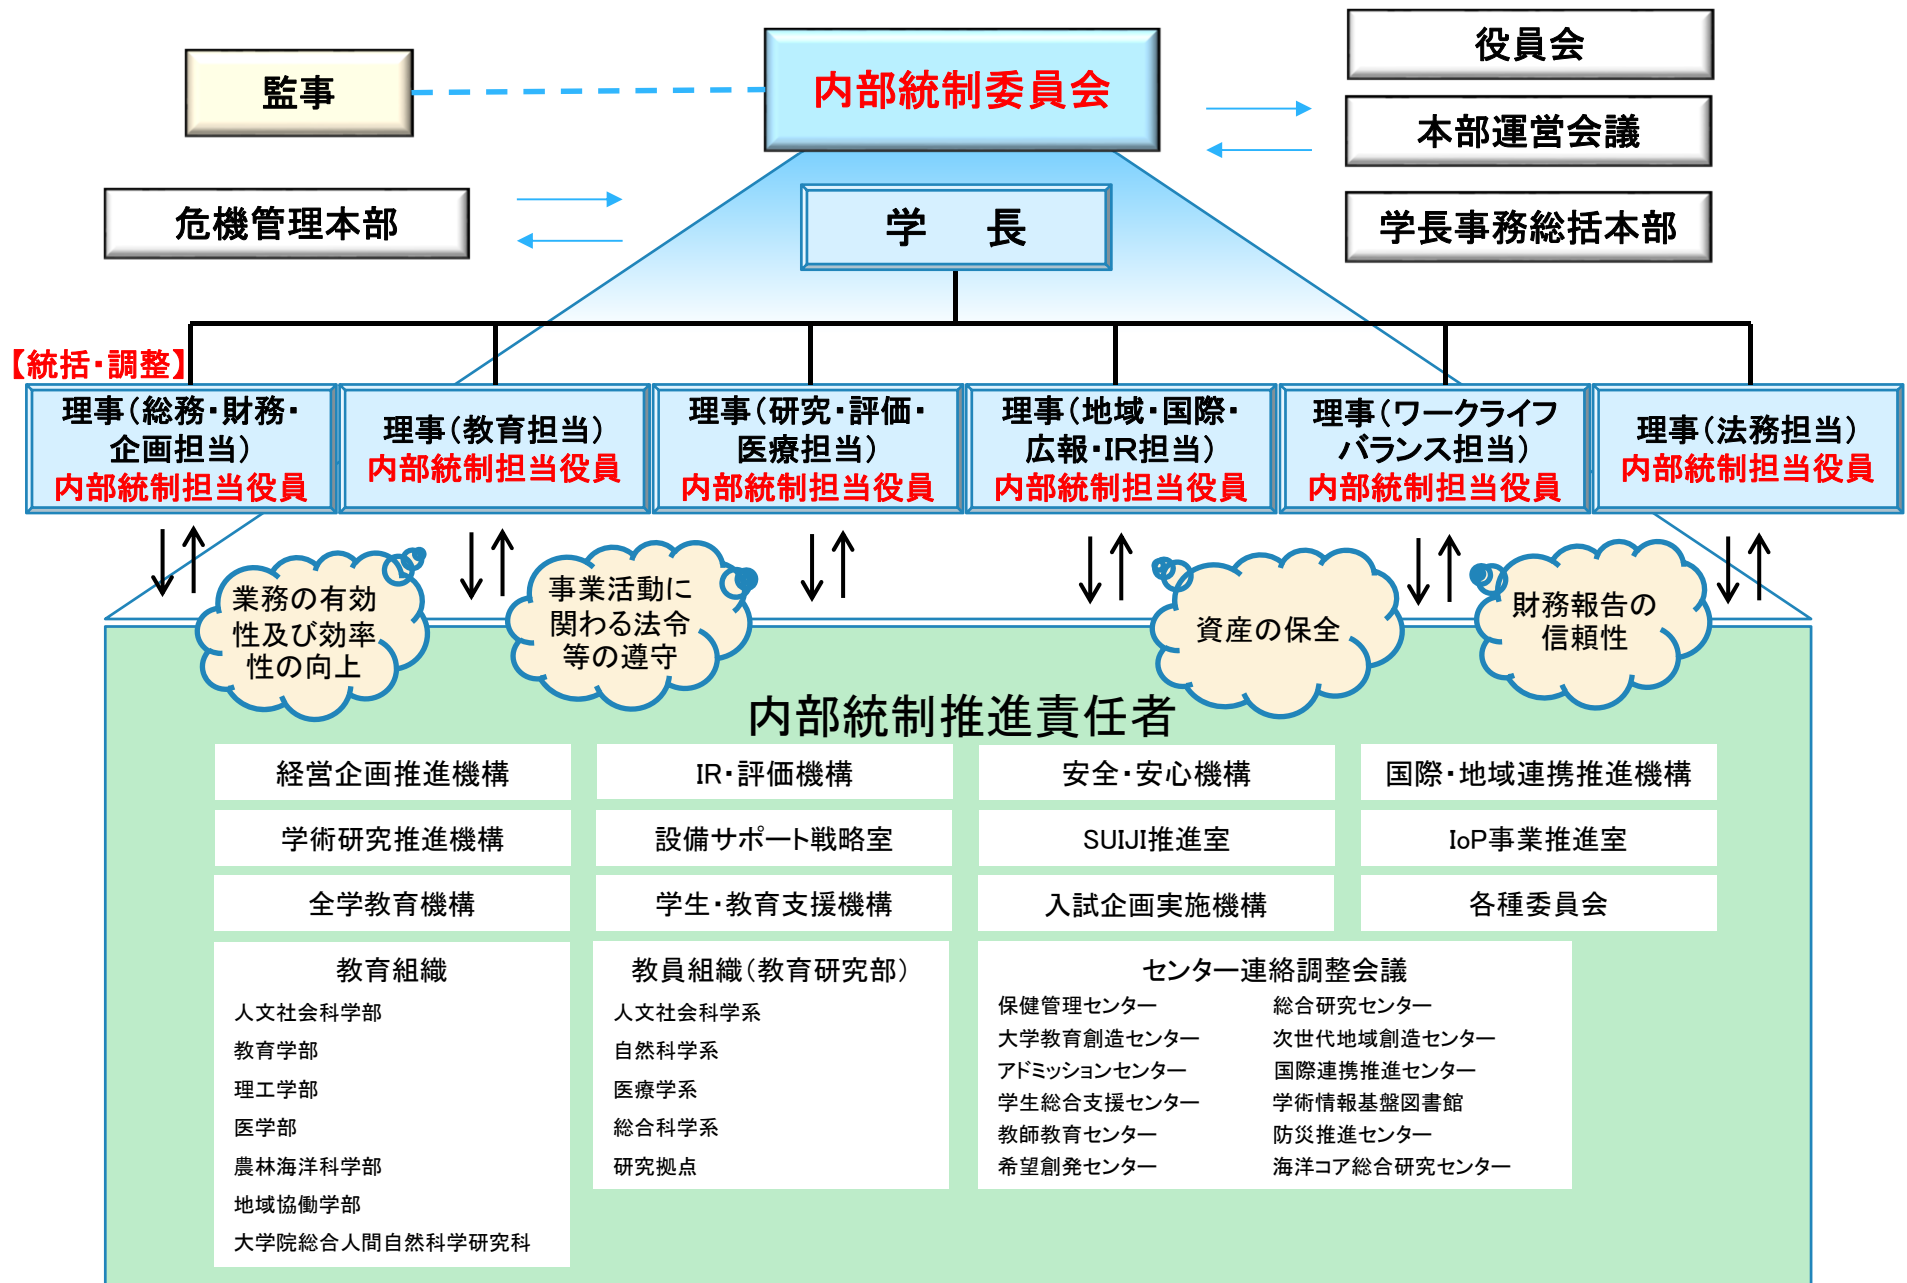 監事
内部統制委員会
役員会
本部運営会議
危機管理本部
学　長
学長事務総括本部
【統括・調整】
理事（総務・財務・
企画担当）
内部統制担当役員
理事（教育担当）
内部統制担当役員
理事（研究・評価・
医療担当）
内部統制担当役員
理事（地域・国際・
広報・IR担当）
内部統制担当役員
理事（ワークライフ
バランス担当）
内部統制担当役員
理事（法務担当）
内部統制担当役員
業務の有効
性及び効率
性の向上
事業活動に
関わる法令
等の遵守
資産の保全
財務報告の
信頼性
内部統制推進責任者
経営企画推進機構
IR・評価機構
安全・安心機構
国際・地域連携推進機構
学術研究推進機構
設備サポート戦略室
SUIJI推進室
IoP事業推進室
全学教育機構
学生・教育支援機構
入試企画実施機構
各種委員会
教育組織
人文社会科学部
教育学部
理工学部
医学部
農林海洋科学部
地域協働学部
大学院総合人間自然科学研究科
教員組織（教育研究部）
人文社会科学系
自然科学系
医療学系
総合科学系
研究拠点
センター連絡調整会議
保健管理センター
大学教育創造センター
アドミッションセンター
学生総合支援センター
教師教育センター
希望創発センター
総合研究センター
次世代地域創造センター
国際連携推進センター
学術情報基盤図書館
防災推進センター
海洋コア総合研究センター